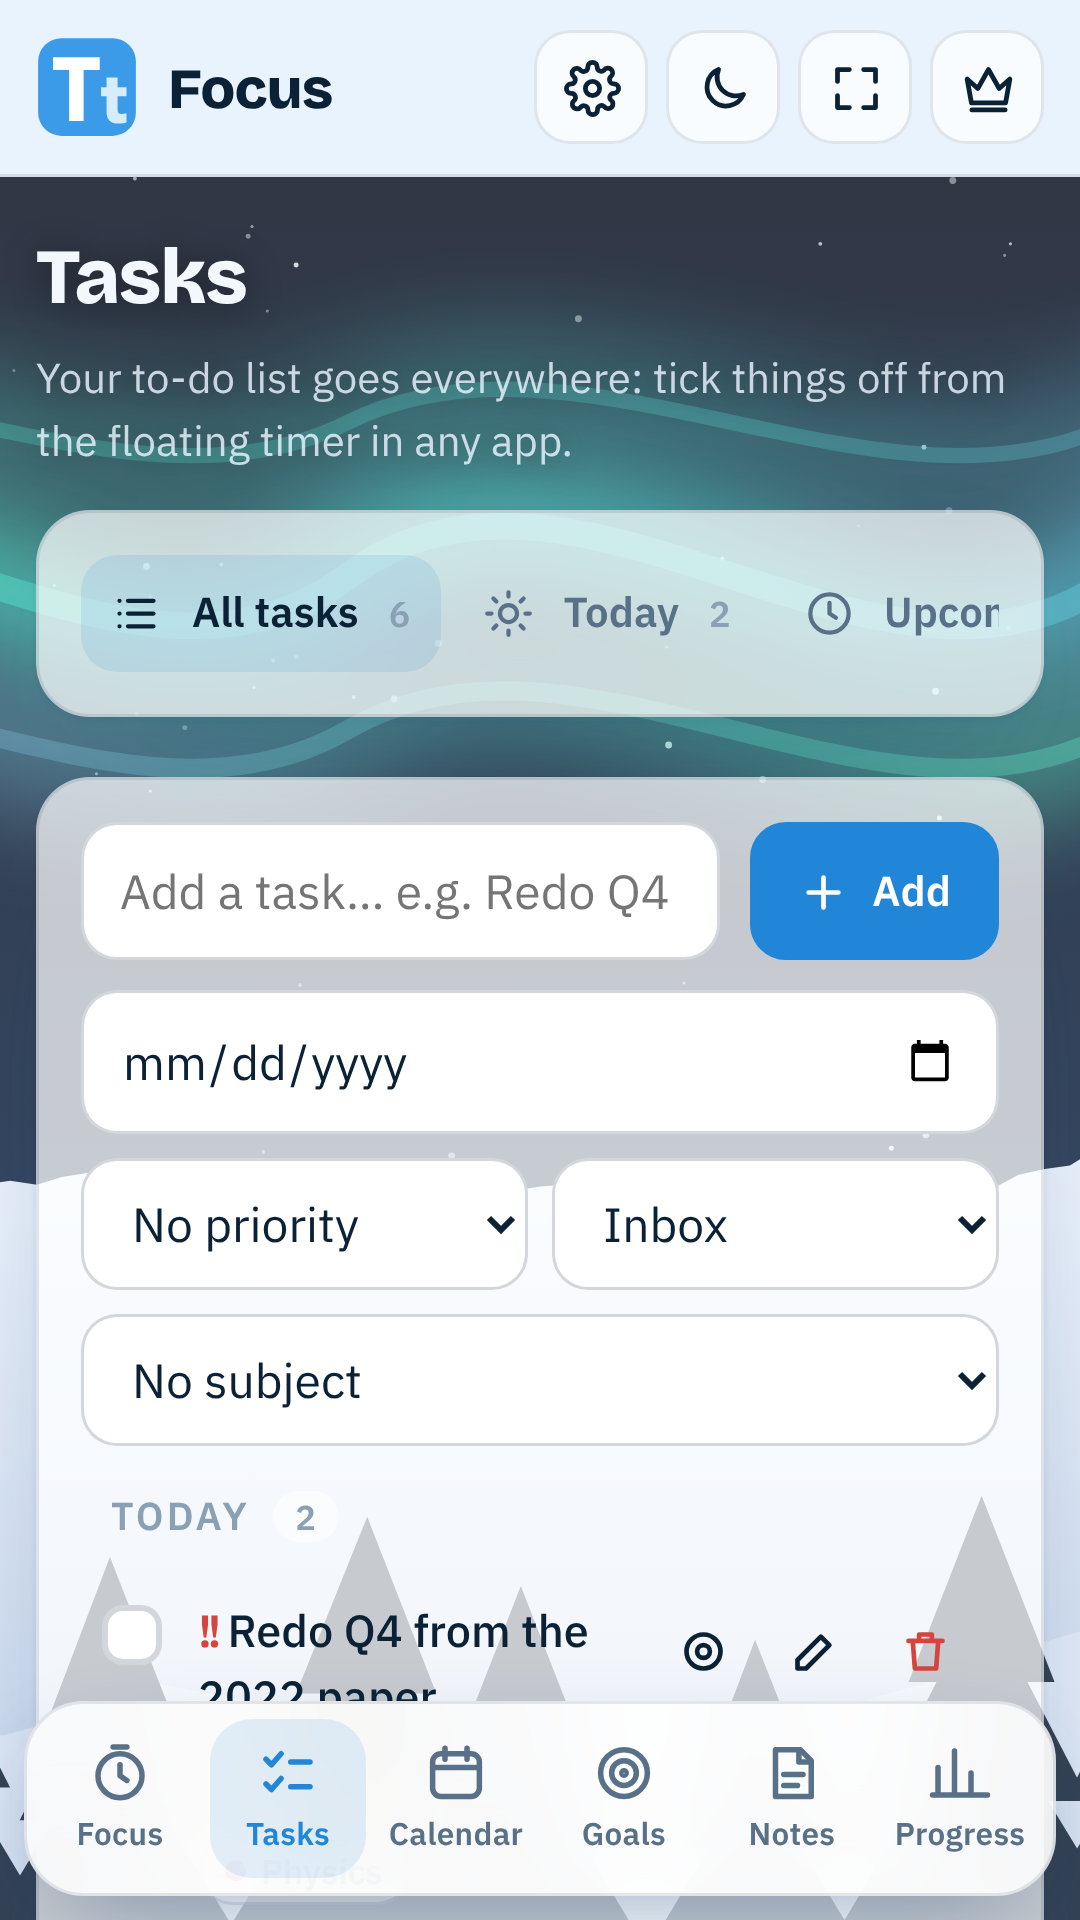 Tt Focus
Tasks
Your to-do list goes everywhere: tick things off from
the floating timer in any app.
All tasks 6 Today 2 Upcom
Add a task... e.g. Redo Q4 Add
mm/dd/yyyy
No priority Inbox
No subject
TODAY 2
!! Redo Q4 from the
2022 paper
Physics
Focus Tasks Calendar Goals Notes Progress